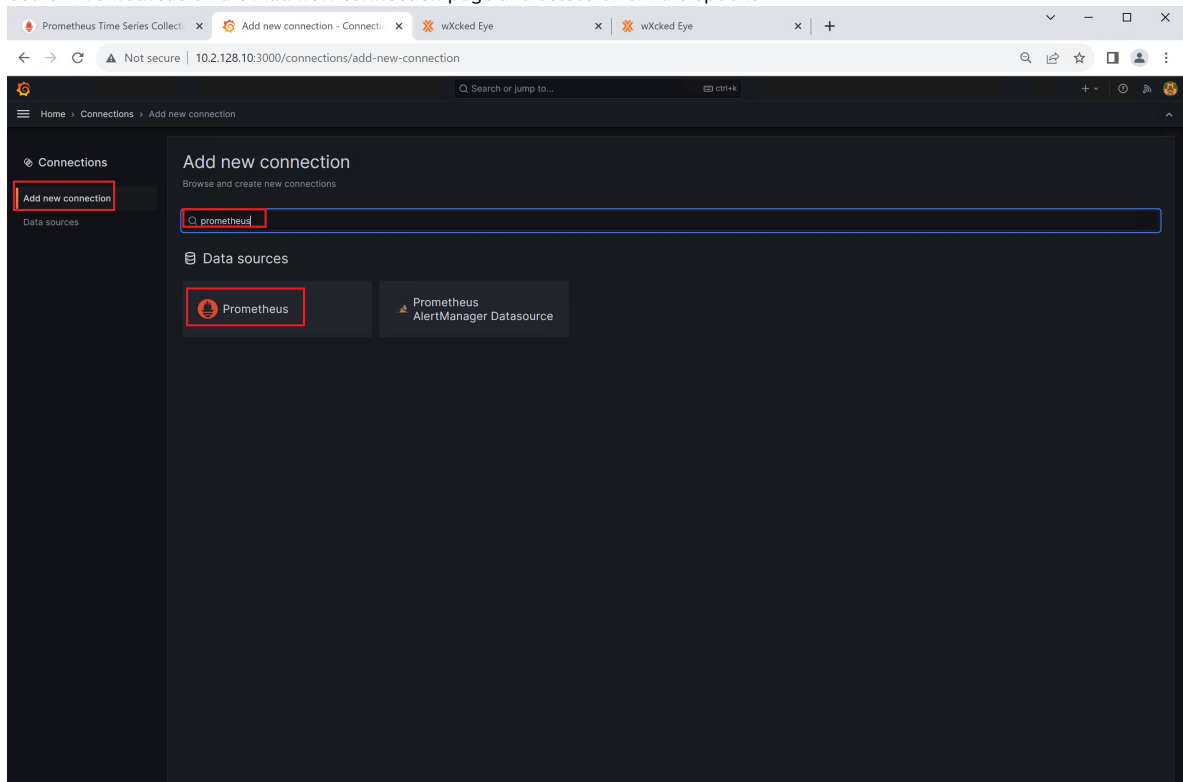 Prometheus Time Series Collecti
Add new connection - Connectio
wXcked Eye
wXcked Eye
Not secure | 10.2.128.10:3000/connections/add-new-connection
Search or jump to... ctrl+k
Home › Connections › Add new connection
Connections
Add new connection
Data sources
Add new connection
Browse and create new connections
prometheus
Data sources
Prometheus
Prometheus
AlertManager Datasource